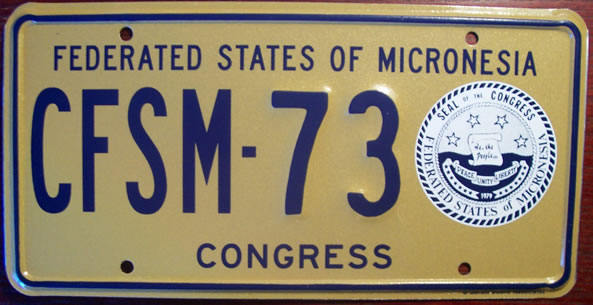 FEDERATED STATES OF MICRONESIA
CFSM-73
SEAL OF THE CONGRESS
We, the
People...
PEACE UNITY LIBERTY
1979
FEDERATED STATES of MICRONESIA
CONGRESS